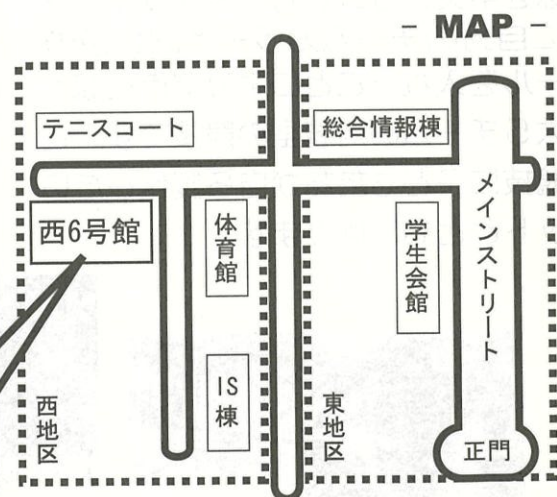 - MAP -
テニスコート
総合情報棟
西6号館
体育館
学生会館
メインストリート
IS棟
西地区
東地区
正門